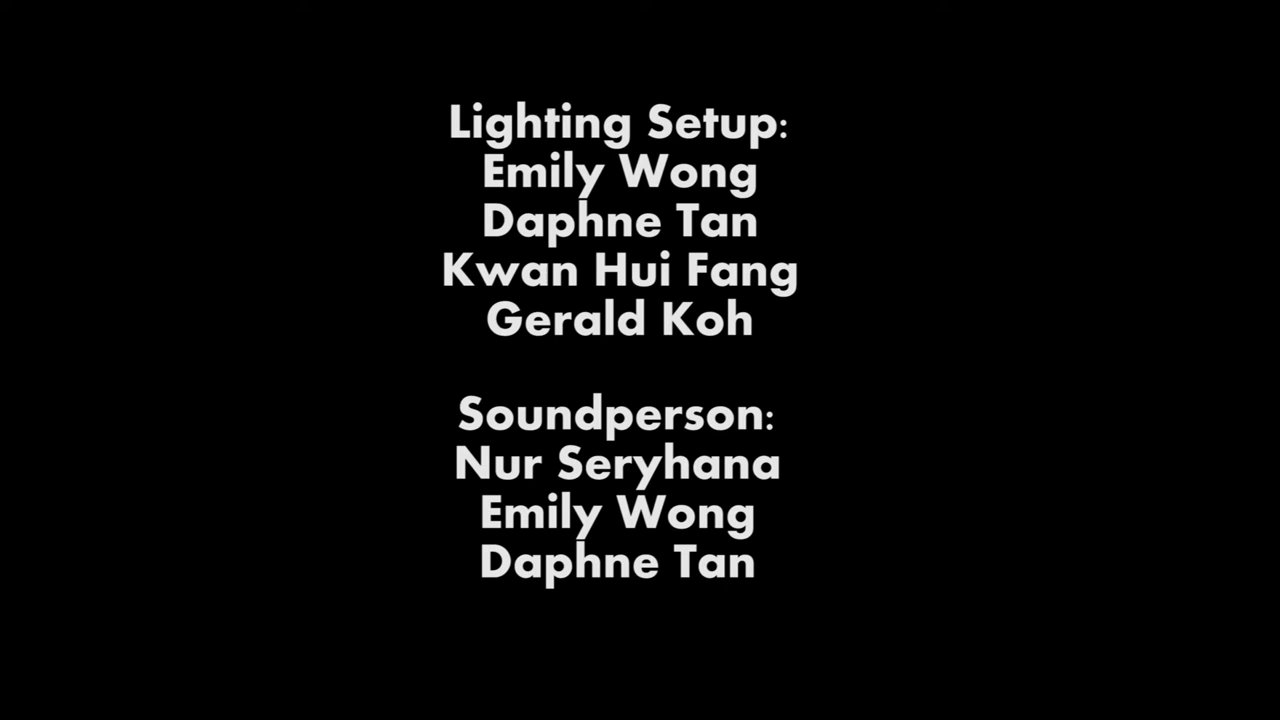 Lighting Setup:
Emily Wong
Daphne Tan
Kwan Hui Fang
Gerald Koh
Soundperson:
Nur Seryhana
Emily Wong
Daphne Tan